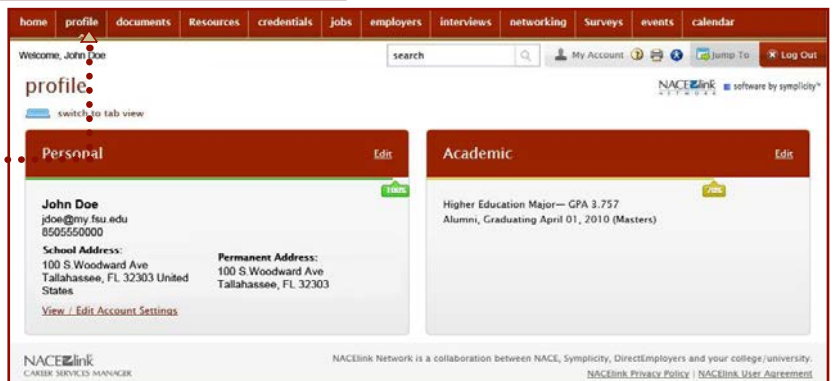 home profile documents Resources credentials jobs employers interviews networking Surveys events calendar
Welcome, John Doe search My Account Jump To Log Out
profile NACElink NETWORK software by symplicity™
switch to tab view
Personal Edit Academic Edit
100%
John Doe
jdoe@my.fsu.edu
8505550000
School Address:
100 S.Woodward Ave
Tallahassee, FL 32303 United
States
Permanent Address:
100 S.Woodward Ave
Tallahassee, FL 32303
View / Edit Account Settings
Higher Education Major— GPA 3.757
Alumni, Graduating April 01, 2010 (Masters)
NACElink
CAREER SERVICES MANAGER
NACElink Network is a collaboration between NACE, Symplicity, DirectEmployers and your college/university.
NACElink Privacy Policy | NACElink User Agreement